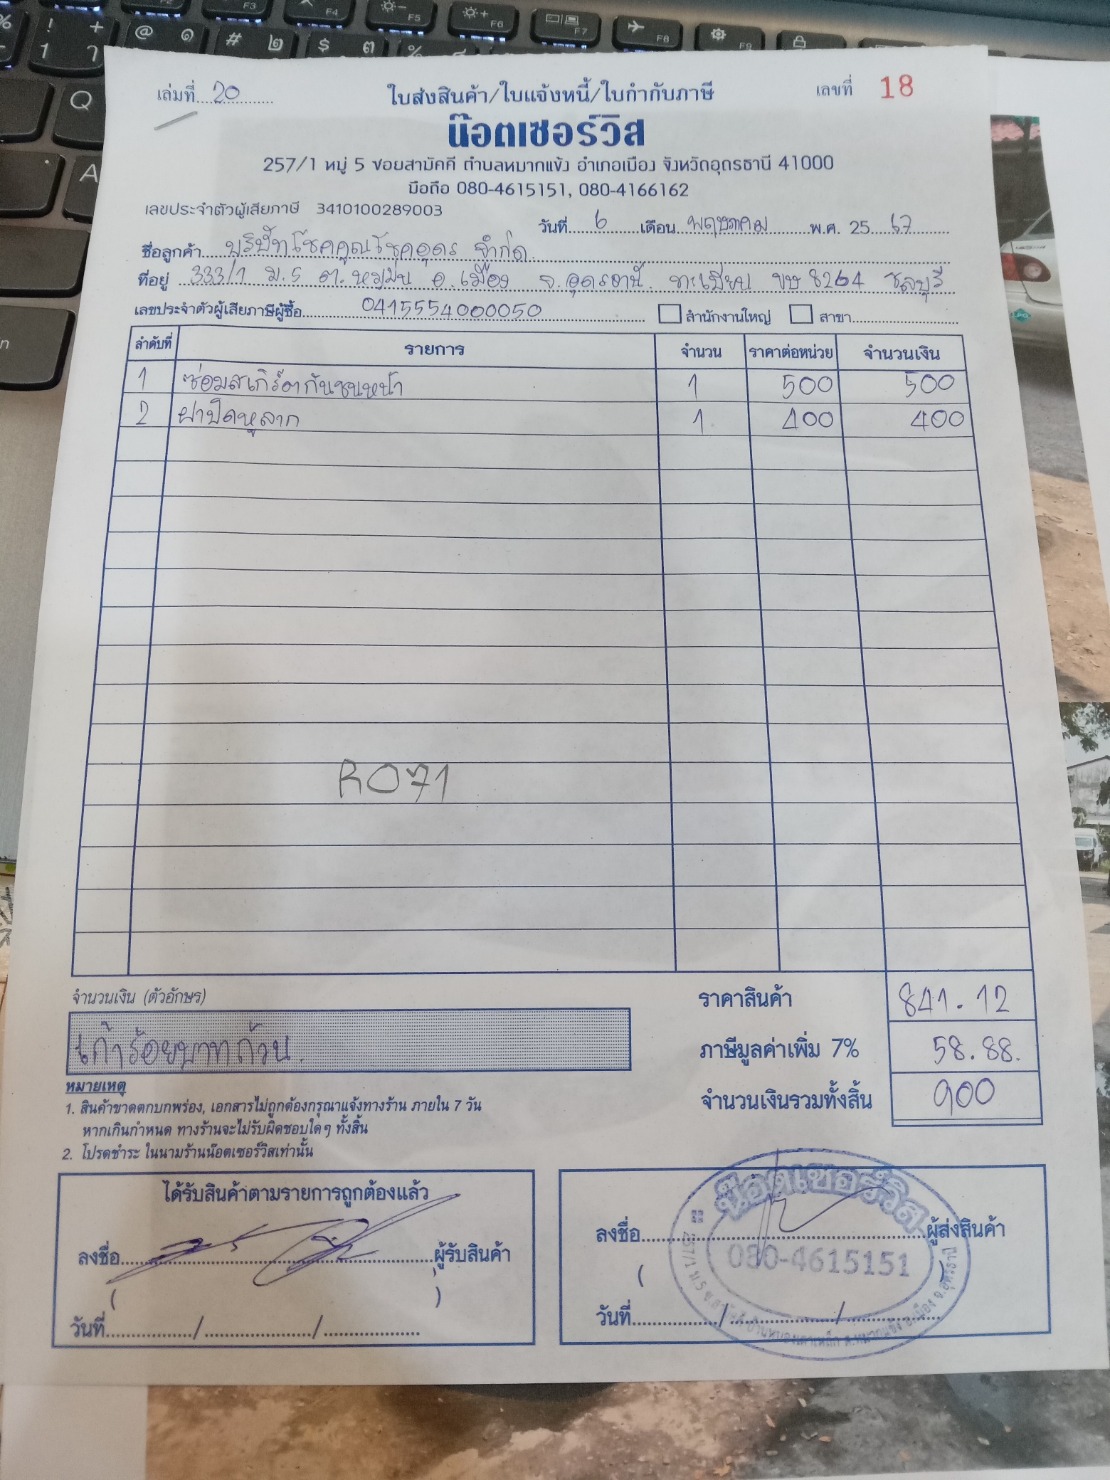 เล่มที่ 20 ใบส่งสินค้า/ใบแจ้งหนี้/ใบกำกับภาษี เลขที่ 18
น๊อตเซอร์วิส
257/1 หมู่ 5 ซอยสามัคคี ตำบลหมากแข้ง อำเภอเมือง จังหวัดอุดรธานี 41000
มือถือ 080-4615151, 080-4166162
เลขประจำตัวผู้เสียภาษี 3410100289003
วันที่ 6 เดือน พฤษภาคม พ.ศ. 25 67
ชื่อลูกค้า บริษัทโชคคูณโชคอุดร จำกัด
ที่อยู่ 333/1 ม.5 ต.หมูม่น อ.เมือง จ.อุดรธานี ทะเบียน ขษ 8264 ชลบุรี
เลขประจำตัวผู้เสียภาษีผู้ซื้อ 0415554000050 สำนักงานใหญ่ สาขา
ลำดับที่ รายการ จำนวน ราคาต่อหน่วย จำนวนเงิน
1 ซ่อมสเกิร์ตกันชนหน้า 1 500 500
2 ฝาปิดหูลาก 1 400 400
R071
จำนวนเงิน (ตัวอักษร) ราคาสินค้า 841.12
เก้าร้อยบาทถ้วน ภาษีมูลค่าเพิ่ม 7% 58.88
จำนวนเงินรวมทั้งสิ้น 900
หมายเหตุ
1. สินค้าขาดตกบกพร่อง, เอกสารไม่ถูกต้องกรุณาแจ้งทางร้าน ภายใน 7 วัน
หากเกินกำหนด ทางร้านจะไม่รับผิดชอบใดๆ ทั้งสิ้น
2. โปรดชำระ ในนามร้านน๊อตเซอร์วิสเท่านั้น
ได้รับสินค้าตามรายการถูกต้องแล้ว
ลงชื่อ ผู้รับสินค้า
( )
วันที่ / /
ลงชื่อ ผู้ส่งสินค้า
( )
วันที่ / /
น๊อตเซอร์วิส
080-4615151